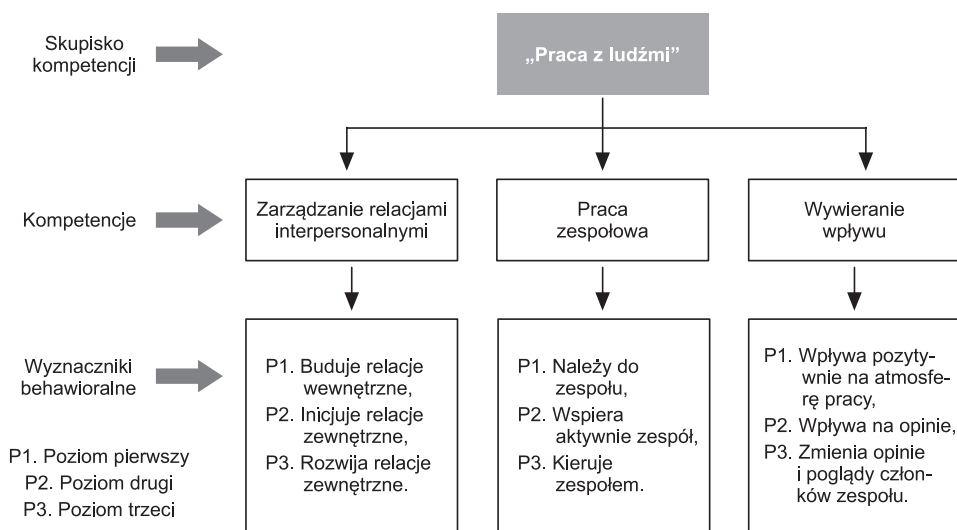 Skupisko
kompetencji
„Praca z ludźmi”
Kompetencje
Zarządzanie relacjami
interpersonalnymi
Praca
zespołowa
Wywieranie
wpływu
Wyznaczniki
behawioralne
P1. Poziom pierwszy
P2. Poziom drugi
P3. Poziom trzeci
P1. Buduje relacje
wewnętrzne,
P2. Inicjuje relacje
zewnętrzne,
P3. Rozwija relacje
zewnętrzne.
P1. Należy do
zespołu,
P2. Wspiera
aktywnie zespół,
P3. Kieruje
zespołem.
P1. Wpływa pozyty-
wnie na atmosfe-
rę pracy,
P2. Wpływa na opinie,
P3. Zmienia opinie
i poglądy człon-
ków zespołu.